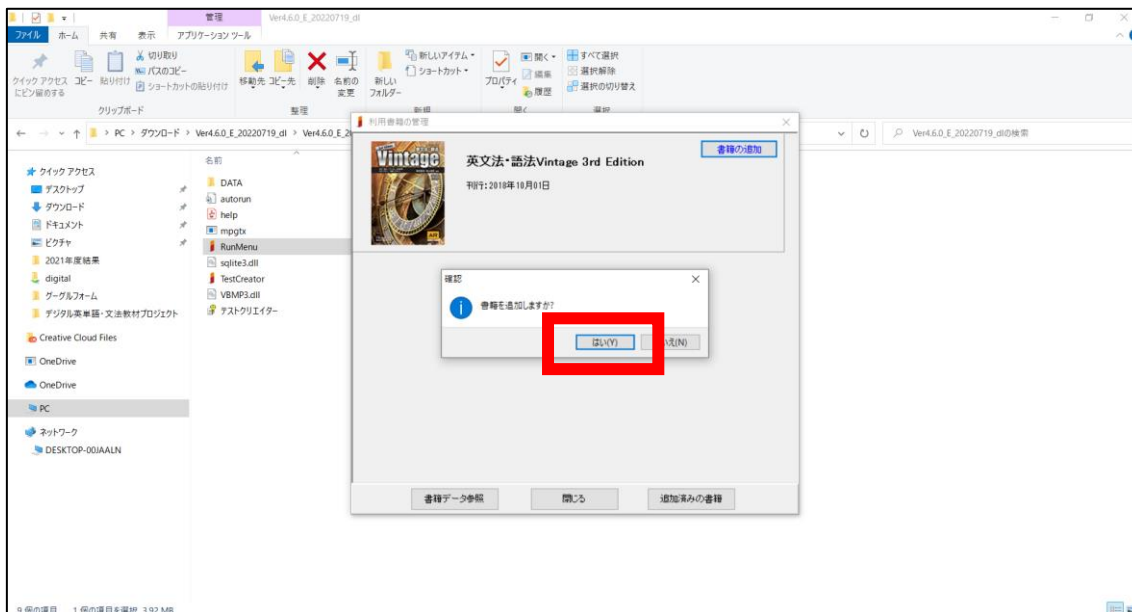 管理
Ver4.6.0_E_20220719_dl
ファイル ホーム 共有 表示 アプリケーション ツール
クイック アクセス にピン留めする
コピー
貼り付け
切り取り
パスのコピー
ショートカットの貼り付け
移動先
コピー先
削除
名前の変更
新しいフォルダー
新しいアイテム
ショートカット
プロパティ
開く
編集
履歴
すべて選択
選択解除
選択の切り替え
クリップボード
整理
新規
開く
選択
PC > ダウンロード > Ver4.6.0_E_20220719_dl >
Ver4.6.0_E_20220719_dlの検索
クイック アクセス
デスクトップ
ダウンロード
ドキュメント
ピクチャ
2021年度結果
digital
グーグルフォーム
デジタル英単語・文法教材プロジェクト
Creative Cloud Files
OneDrive
OneDrive
PC
ネットワーク
DESKTOP-00JAALN
名前
DATA
autorun
help
mpgtx
RunMenu
sqlite3.dll
TestCreator
VBMP3.dll
テストクリエイター
利用書籍の管理
Vintage
英文法・語法Vintage 3rd Edition
刊行:2018年10月01日
書籍の追加
確認
書籍を追加しますか?
はい(Y)
書籍データ参照
閉じる
追加済みの書籍
9 個の項目
1 個の項目を選択 3.92 MB